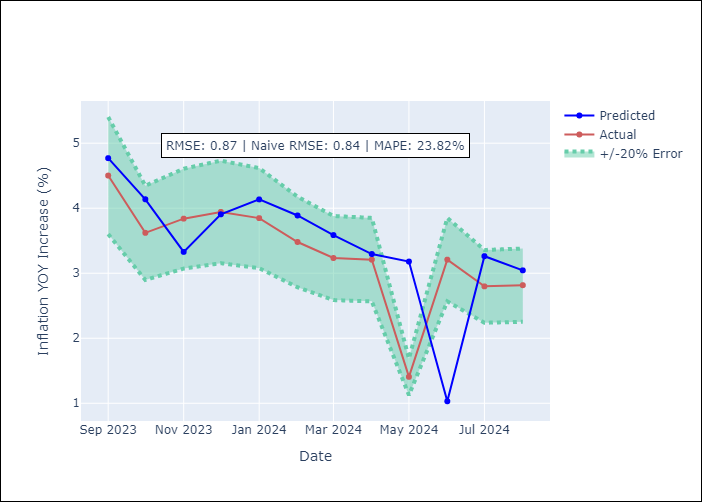 RMSE: 0.87 | Naive RMSE: 0.84 | MAPE: 23.82%
Predicted
Actual
+/-20% Error
Inflation YOY Increase (%)
5
4
3
2
1
Sep 2023
Nov 2023
Jan 2024
Mar 2024
May 2024
Jul 2024
Date